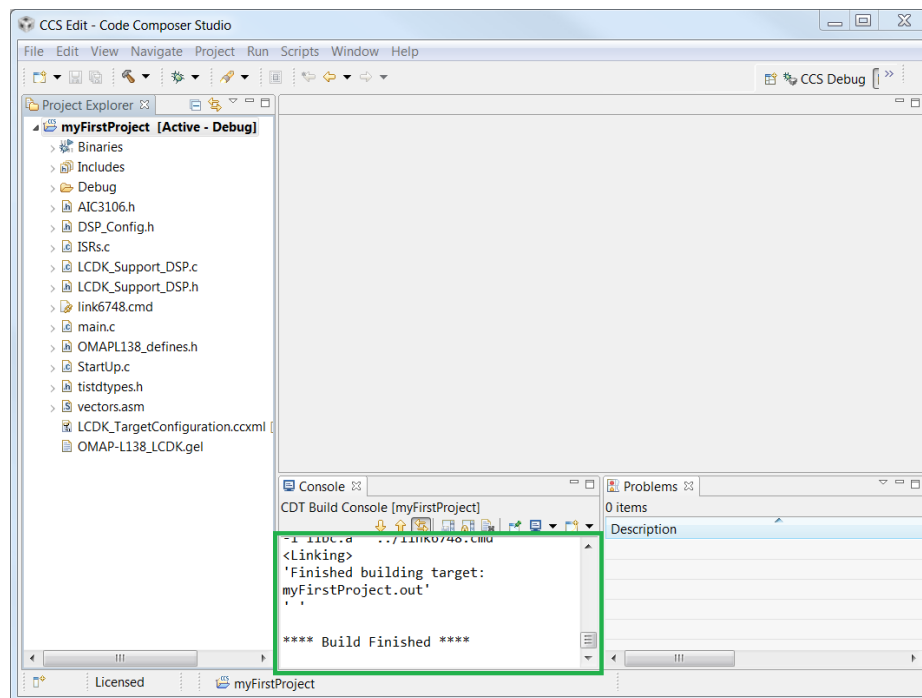 CCS Edit - Code Composer Studio
File Edit View Navigate Project Run Scripts Window Help
CCS Debug
Project Explorer
myFirstProject [Active - Debug]
Binaries
Includes
Debug
AIC3106.h
DSP_Config.h
ISRs.c
LCDK_Support_DSP.c
LCDK_Support_DSP.h
link6748.cmd
main.c
OMAPL138_defines.h
StartUp.c
tistdtypes.h
vectors.asm
LCDK_TargetConfiguration.ccxml [
OMAP-L138_LCDK.gel
Console
CDT Build Console [myFirstProject]
-l libc.a "../link6748.cmd"
<Linking>
'Finished building target:
myFirstProject.out'
' '
**** Build Finished ****
Problems
0 items
Description
Licensed
myFirstProject